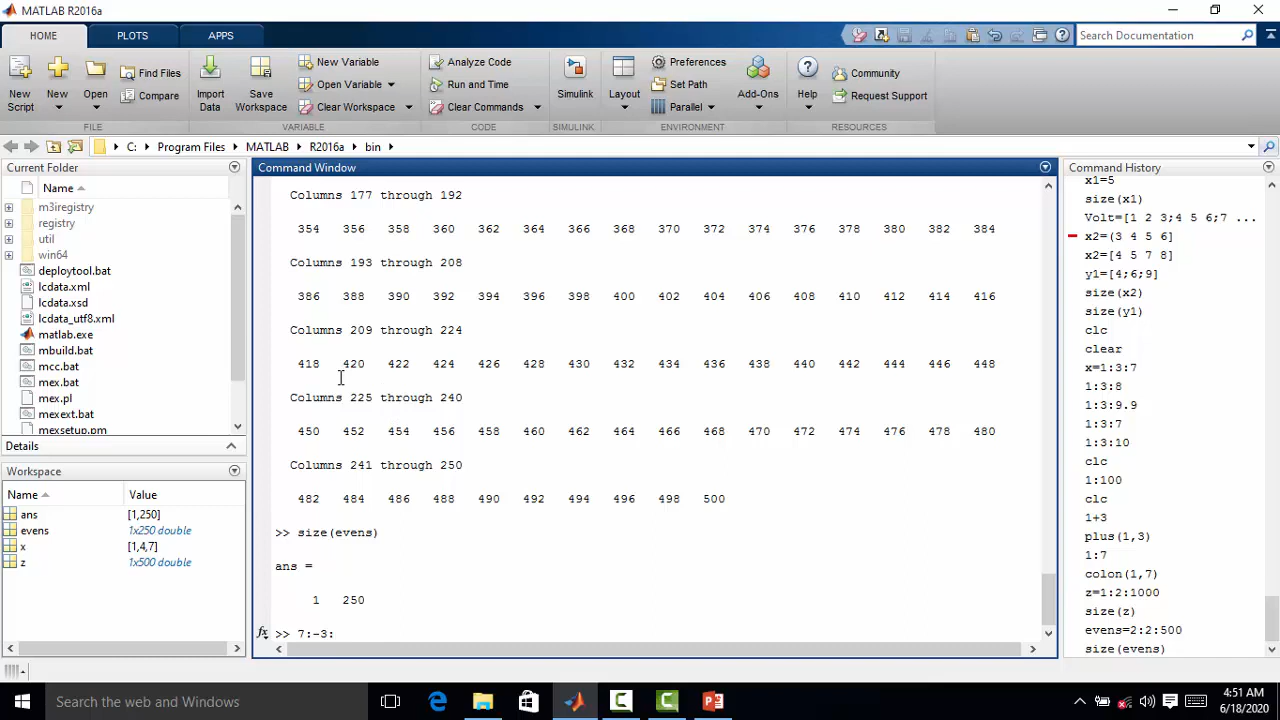 MATLAB R2016a
HOME PLOTS APPS Search Documentation
New Script New Open Find Files Compare Import Data Save Workspace New Variable Open Variable Clear Workspace Analyze Code Run and Time Clear Commands Simulink Layout Preferences Set Path Parallel Add-Ons Help Community Request Support
FILE VARIABLE CODE SIMULINK ENVIRONMENT RESOURCES
C: Program Files MATLAB R2016a bin
Current Folder
Name
m3iregistry
registry
util
win64
deploytool.bat
lcdata.xml
lcdata.xsd
lcdata_utf8.xml
matlab.exe
mbuild.bat
mcc.bat
mex.bat
mex.pl
mexext.bat
mexsetup.pm
Details
Workspace
Name Value
ans [1,250]
evens 1x250 double
x [1,4,7]
z 1x500 double
Command Window
Columns 177 through 192
354 356 358 360 362 364 366 368 370 372 374 376 378 380 382 384
Columns 193 through 208
386 388 390 392 394 396 398 400 402 404 406 408 410 412 414 416
Columns 209 through 224
418 420 422 424 426 428 430 432 434 436 438 440 442 444 446 448
Columns 225 through 240
450 452 454 456 458 460 462 464 466 468 470 472 474 476 478 480
Columns 241 through 250
482 484 486 488 490 492 494 496 498 500
>> size(evens)
ans =
1 250
fx >> 7:-3:
Command History
x1=5
size(x1)
Volt=[1 2 3;4 5 6;7 ...
x2=(3 4 5 6]
x2=[4 5 7 8]
y1=[4;6;9]
size(x2)
size(y1)
clc
clear
x=1:3:7
1:3:8
1:3:9.9
1:3:7
1:3:10
clc
1:100
clc
1+3
plus(1,3)
1:7
colon(1,7)
z=1:2:1000
size(z)
evens=2:2:500
size(evens)
Search the web and Windows
4:51 AM
6/18/2020